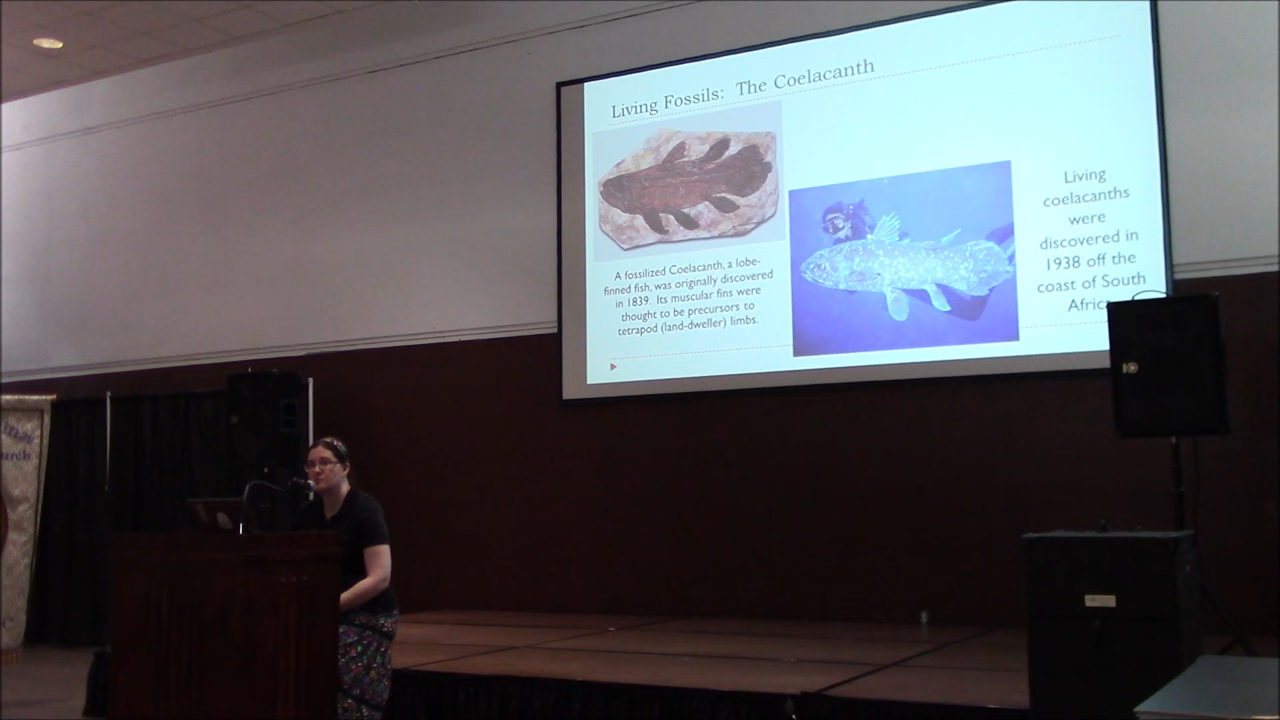 Living Fossils: The Coelacanth
A fossilized Coelacanth, a lobe-
finned fish, was originally discovered
in 1839. Its muscular fins were
thought to be precursors to
tetrapod (land-dweller) limbs.
Living
coelacanths
were
discovered in
1938 off the
coast of South
Afric